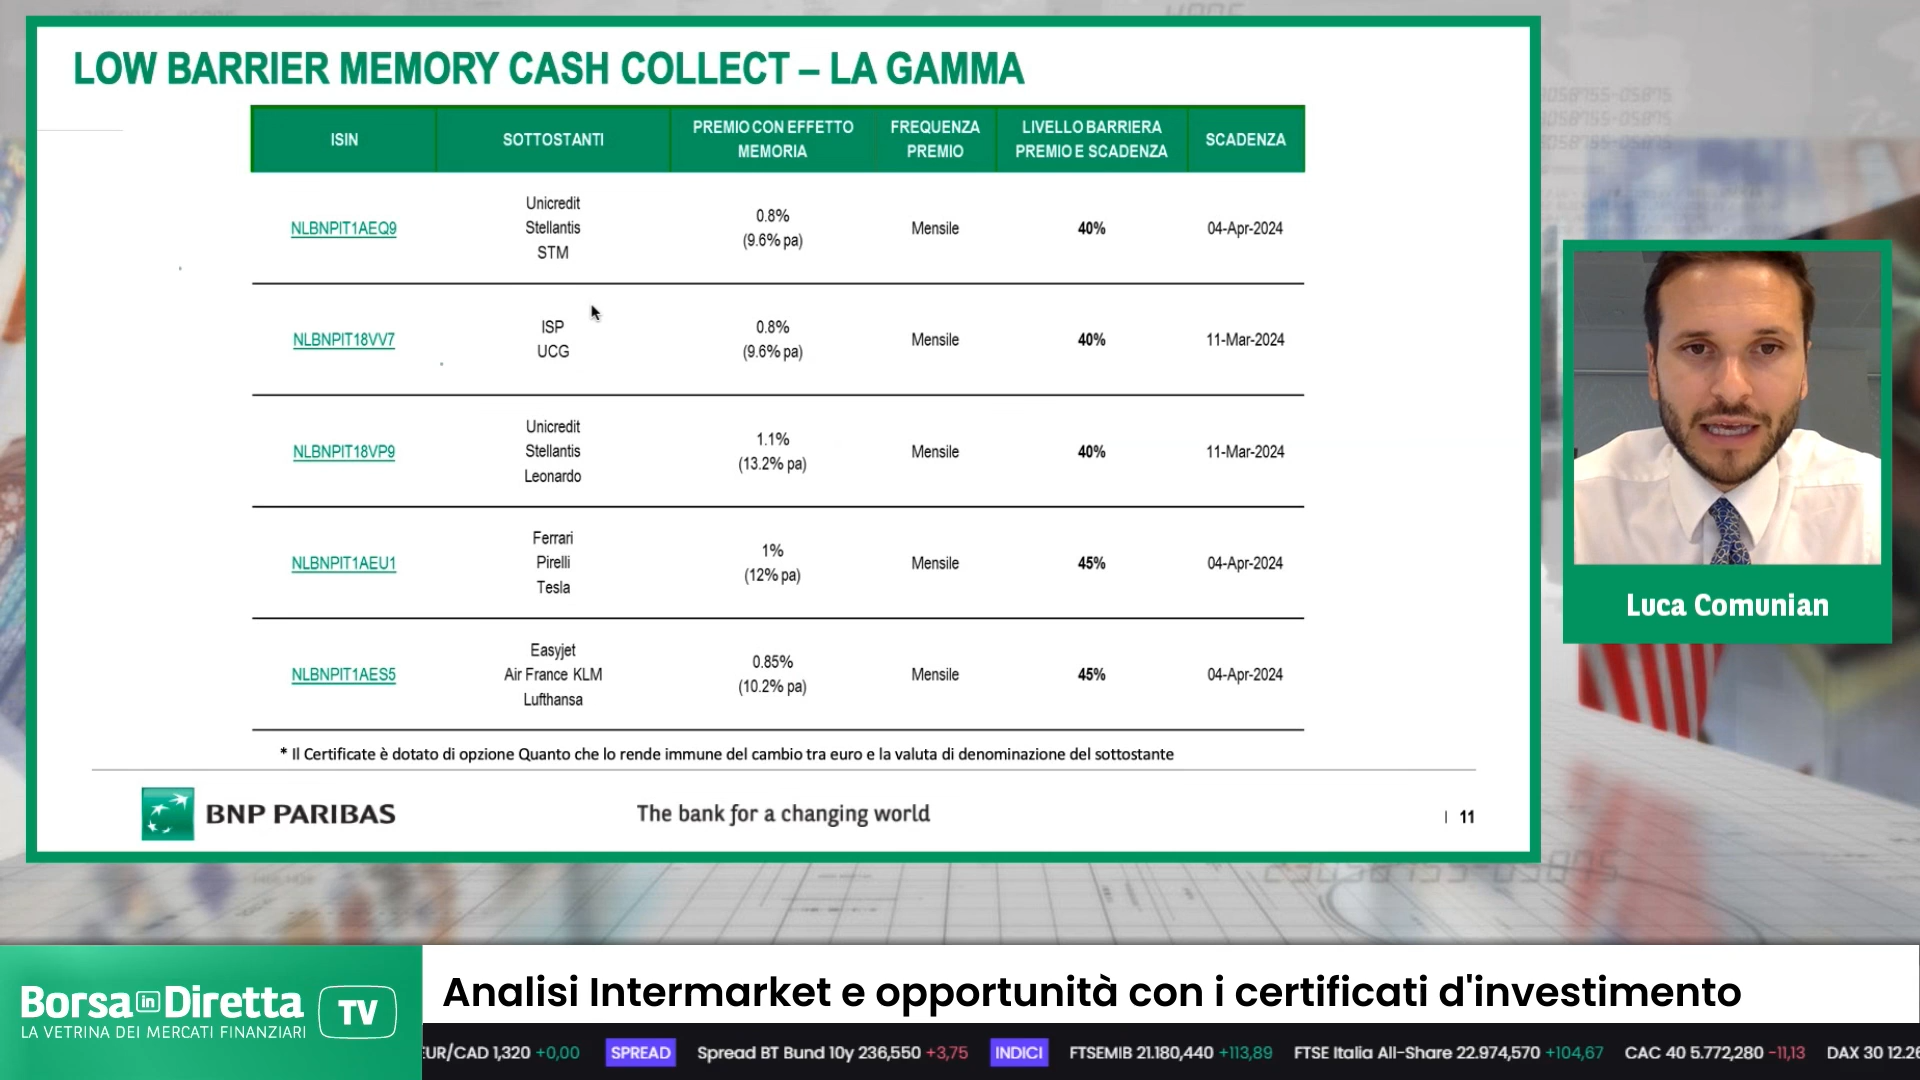 LOW BARRIER MEMORY CASH COLLECT – LA GAMMA
ISIN
SOTTOSTANTI
PREMIO CON EFFETTO
MEMORIA
FREQUENZA
PREMIO
LIVELLO BARRIERA
PREMIO E SCADENZA
SCADENZA
NLBNPIT1AEQ9
Unicredit
Stellantis
STM
0.8%
(9.6% pa)
Mensile
40%
04-Apr-2024
NLBNPIT18VV7
ISP
UCG
0.8%
(9.6% pa)
Mensile
40%
11-Mar-2024
NLBNPIT18VP9
Unicredit
Stellantis
Leonardo
1.1%
(13.2% pa)
Mensile
40%
11-Mar-2024
NLBNPIT1AEU1
Ferrari
Pirelli
Tesla
1%
(12% pa)
Mensile
45%
04-Apr-2024
NLBNPIT1AES5
Easyjet
Air France KLM
Lufthansa
0.85%
(10.2% pa)
Mensile
45%
04-Apr-2024
* Il Certificate è dotato di opzione Quanto che lo rende immune del cambio tra euro e la valuta di denominazione del sottostante
BNP PARIBAS
The bank for a changing world
11
Luca Comunian
Borsa in Diretta TV
LA VETRINA DEI MERCATI FINANZIARI
Analisi Intermarket e opportunità con i certificati d'investimento
EUR/CAD 1,320 +0,00 SPREAD Spread BT Bund 10y 236,550 +3,75 INDICI FTSEMIB 21.180,440 +113,89 FTSE Italia All-Share 22.974,570 +104,67 CAC 40 5.772,280 -11,13 DAX 30